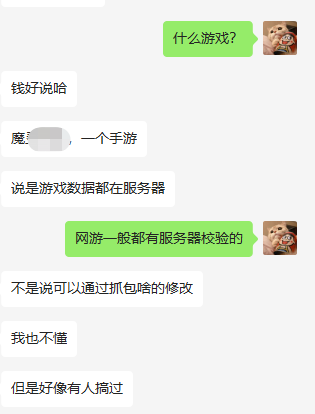 什么游戏？
钱好说哈
魔，一个手游
说是游戏数据都在服务器
网游一般都有服务器校验的
不是说可以通过抓包啥的修改
我也不懂
但是好像有人搞过